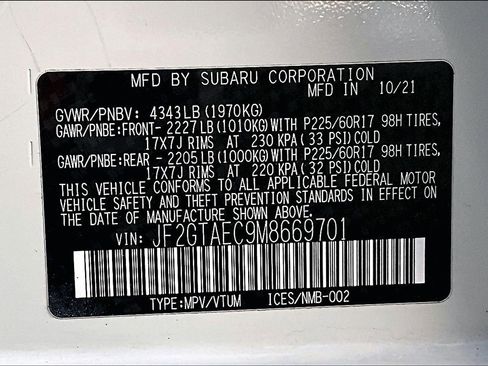 MFD BY SUBARU CORPORATION
MFD IN 10/21
GVWR/PNBV: 4343LB (1970KG)
GAWR/PNBE:FRONT- 2227LB (1010KG)WITH P225/60R17 98H TIRES,
17X7J RIMS AT 230 KPA (33 PSI)COLD
GAWR/PNBE:REAR - 2205LB (1000KG)WITH P225/60R17 98H TIRES,
17X7J RIMS AT 220 KPA (32 PSI)COLD
THIS VEHICLE CONFORMS TO ALL APPLICABLE FEDERAL MOTOR
VEHICLE SAFETY AND THEFT PREVENTION STANDARDS IN EFFECT ON
THE DATE OF MANUFACTURE SHOWN ABOVE.
VIN: JF2GTAEC9M8669701
TYPE:MPV/VTUM ICES/NMB-002